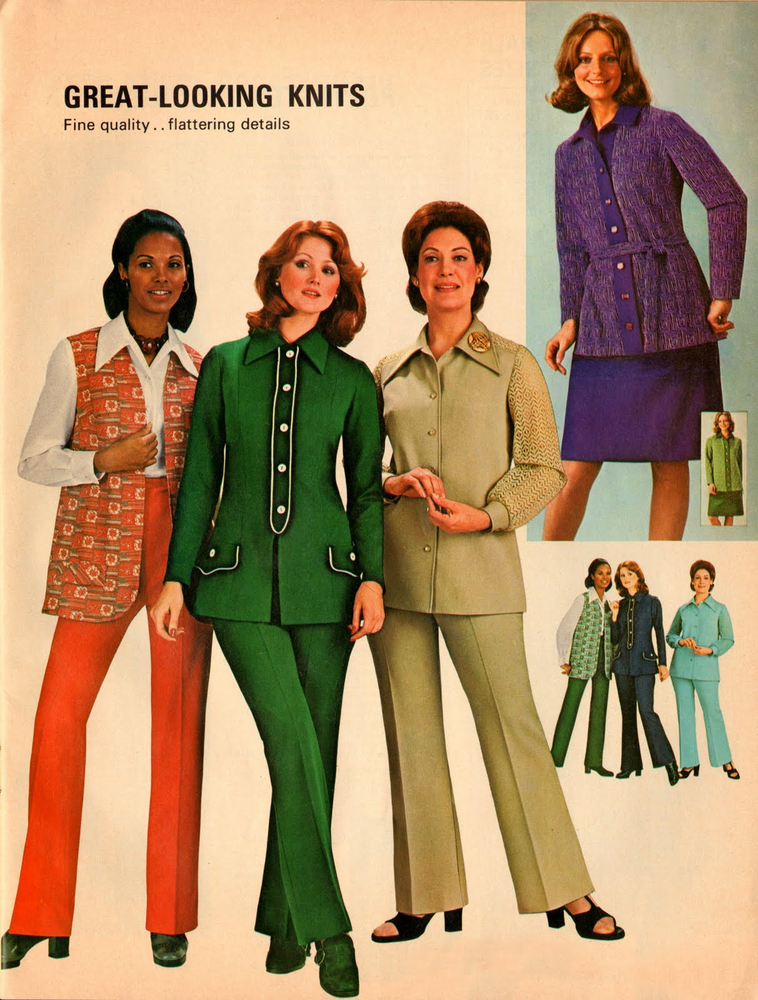 GREAT-LOOKING KNITS
Fine quality..flattering details